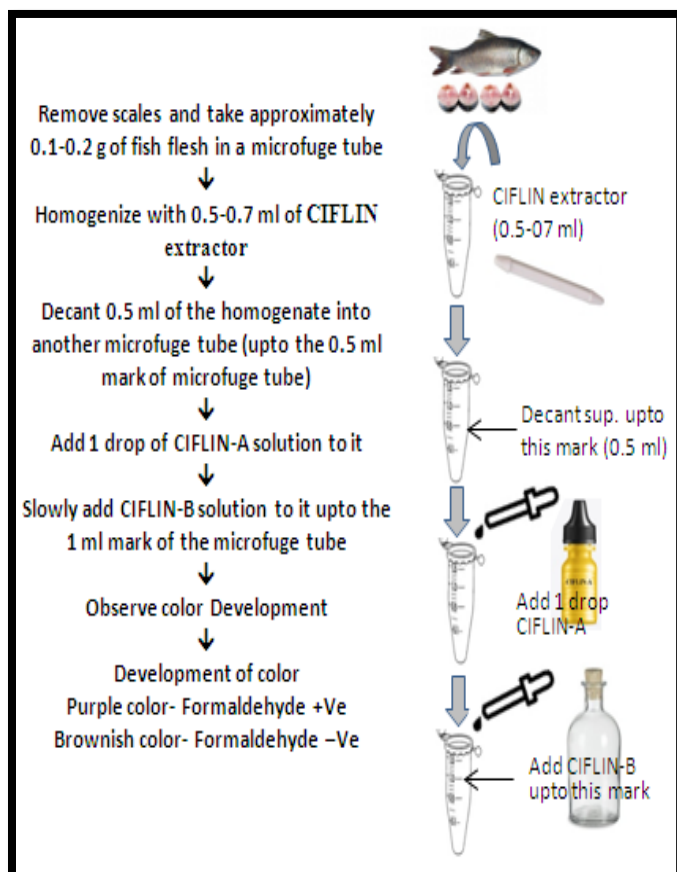 Remove scales and take approximately
0.1-0.2 g of fish flesh in a microfuge tube
↓
Homogenize with 0.5-0.7 ml of CIFLIN
extractor
↓
Decant 0.5 ml of the homogenate into
another microfuge tube (upto the 0.5 ml
mark of microfuge tube)
↓
Add 1 drop of CIFLIN-A solution to it
↓
Slowly add CIFLIN-B solution to it upto the
1 ml mark of the microfuge tube
↓
Observe color Development
↓
Development of color
Purple color- Formaldehyde +Ve
Brownish color- Formaldehyde –Ve
CIFLIN extractor
(0.5-07 ml)
Decant sup. upto
this mark (0.5 ml)
CIFLIN-A
Add 1 drop
CIFLIN-A
Add CIFLIN-B
upto this mark